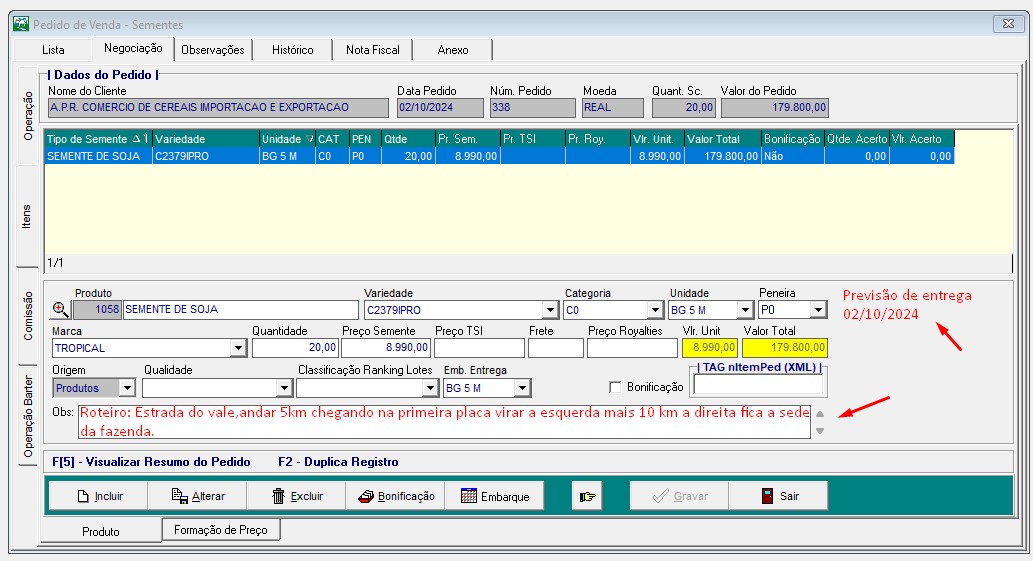 Pedido de Venda - Sementes
Lista Negociação Observações Histórico Nota Fiscal Anexo
Operação
Itens
Comissão
Operação Barter
| Dados do Pedido |
Nome do Cliente Data Pedido Núm. Pedido Moeda Quant. Sc. Valor do Pedido
A.P.R. COMERCIO DE CEREAIS IMPORTACAO E EXPORTACAO 02/10/2024 338 REAL 20,00 179.800,00
Tipo de Semente 1 Variedade Unidade CAT PEN Qtde Pr. Sem. Pr. TSI Pr. Roy. Vlr. Unit. Valor Total Bonificação Qtde. Acerto Vlr. Acerto
SEMENTE DE SOJA C2379IPRO BG 5 M C0 P0 20,00 8.990,00 8.990,00 179.800,00 Não 0,00 0,00
1/1
Produto Variedade Categoria Unidade Peneira
1058 SEMENTE DE SOJA C2379IPRO C0 BG 5 M P0
Previsão de entrega
02/10/2024
Marca Quantidade Preço Semente Preço TSI Frete Preço Royalties Vlr. Unit Valor Total
TROPICAL 20,00 8.990,00 8.990,00 179.800,00
Origem Qualidade Classificação Ranking Lotes Emb. Entrega | TAG nItemPed (XML) |
Produtos BG 5 M Bonificação
Obs: Roteiro: Estrada do vale,andar 5km chegando na primeira placa virar a esquerda mais 10 km a direita fica a sede
da fazenda.
F[5] - Visualizar Resumo do Pedido F2 - Duplica Registro
Incluir Alterar Excluir Bonificação Embarque Gravar Sair
Produto Formação de Preço